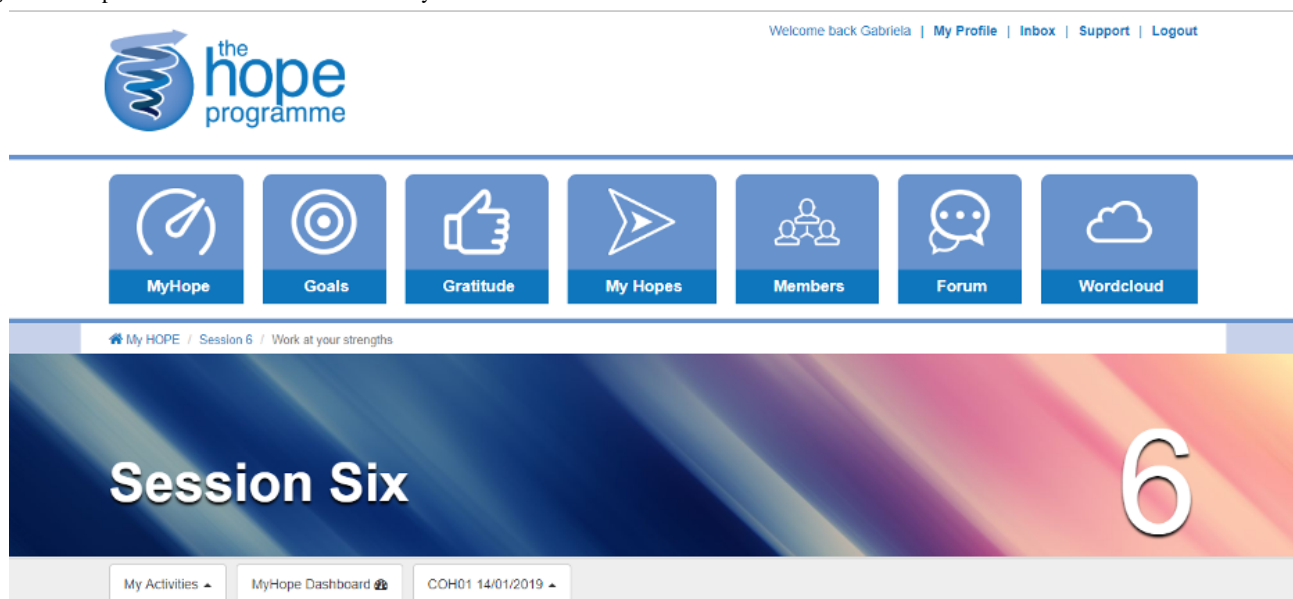 Welcome back Gabriela | My Profile | Inbox | Support | Logout
the
hope
programme
MyHope Goals Gratitude My Hopes Members Forum Wordcloud
My HOPE / Session 6 / Work at your strengths
Session Six 6
My Activities MyHope Dashboard COH01 14/01/2019